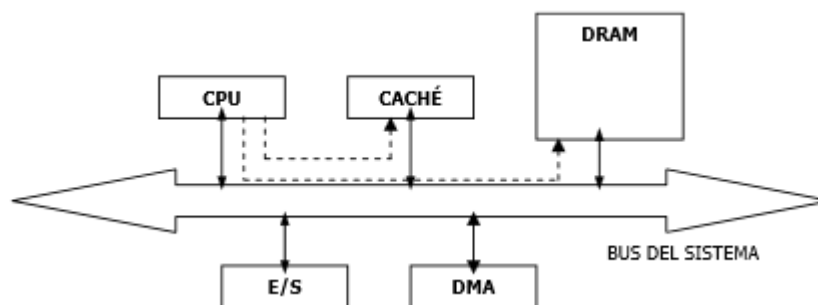 DRAM
CPU
CACHÉ
BUS DEL SISTEMA
E/S
DMA